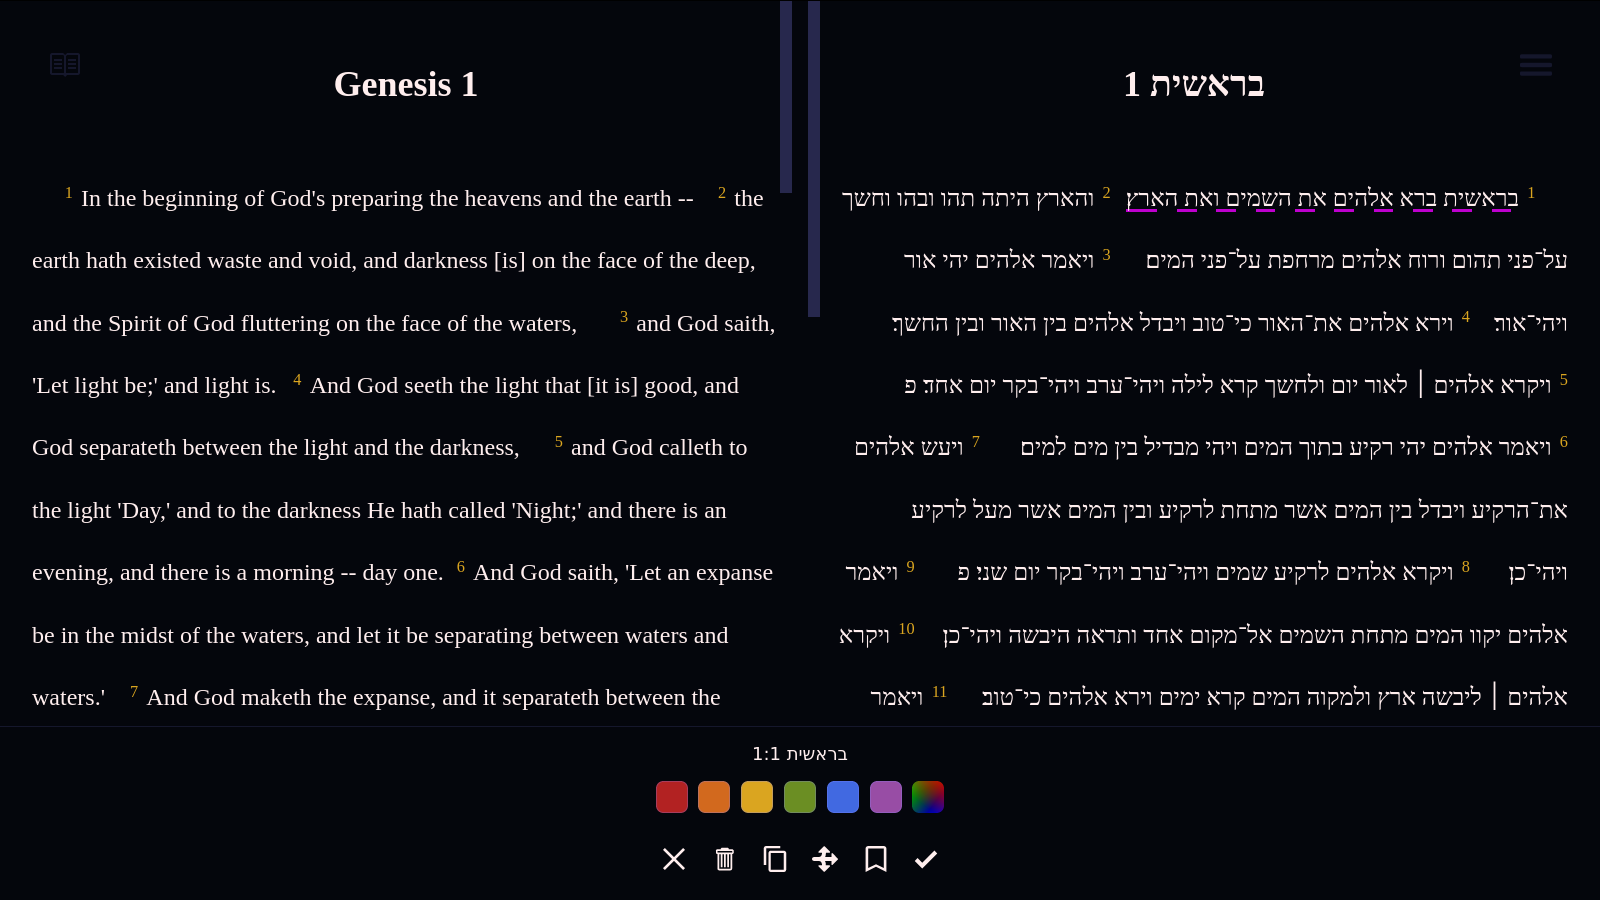 Genesis 1
1 In the beginning of God's preparing the heavens and the earth -- 2 the
earth hath existed waste and void, and darkness [is] on the face of the deep,
and the Spirit of God fluttering on the face of the waters, 3 and God saith,
'Let light be;' and light is. 4 And God seeth the light that [it is] good, and
God separateth between the light and the darkness, 5 and God calleth to
the light 'Day,' and to the darkness He hath called 'Night;' and there is an
evening, and there is a morning -- day one. 6 And God saith, 'Let an expanse
be in the midst of the waters, and let it be separating between waters and
waters.' 7 And God maketh the expanse, and it separateth between the
בראשית 1
1 בראשית ברא אלהים את השמים ואת הארץ׃ 2 והארץ היתה תהו ובהו וחשך
על־פני תהום ורוח אלהים מרחפת על־פני המים׃ 3 ויאמר אלהים יהי אור
ויהי־אור׃ 4 וירא אלהים את־האור כי־טוב ויבדל אלהים בין האור ובין החשך׃
5 ויקרא אלהים ׀ לאור יום ולחשך קרא לילה ויהי־ערב ויהי־בקר יום אחד׃ פ
6 ויאמר אלהים יהי רקיע בתוך המים ויהי מבדיל בין מים למים׃ 7 ויעש אלהים
את־הרקיע ויבדל בין המים אשר מתחת לרקיע ובין המים אשר מעל לרקיע
ויהי־כן׃ 8 ויקרא אלהים לרקיע שמים ויהי־ערב ויהי־בקר יום שני׃ פ 9 ויאמר
אלהים יקוו המים מתחת השמים אל־מקום אחד ותראה היבשה ויהי־כן׃ 10 ויקרא
אלהים ׀ ליבשה ארץ ולמקוה המים קרא ימים וירא אלהים כי־טוב׃ 11 ויאמר
בראשית 1:1